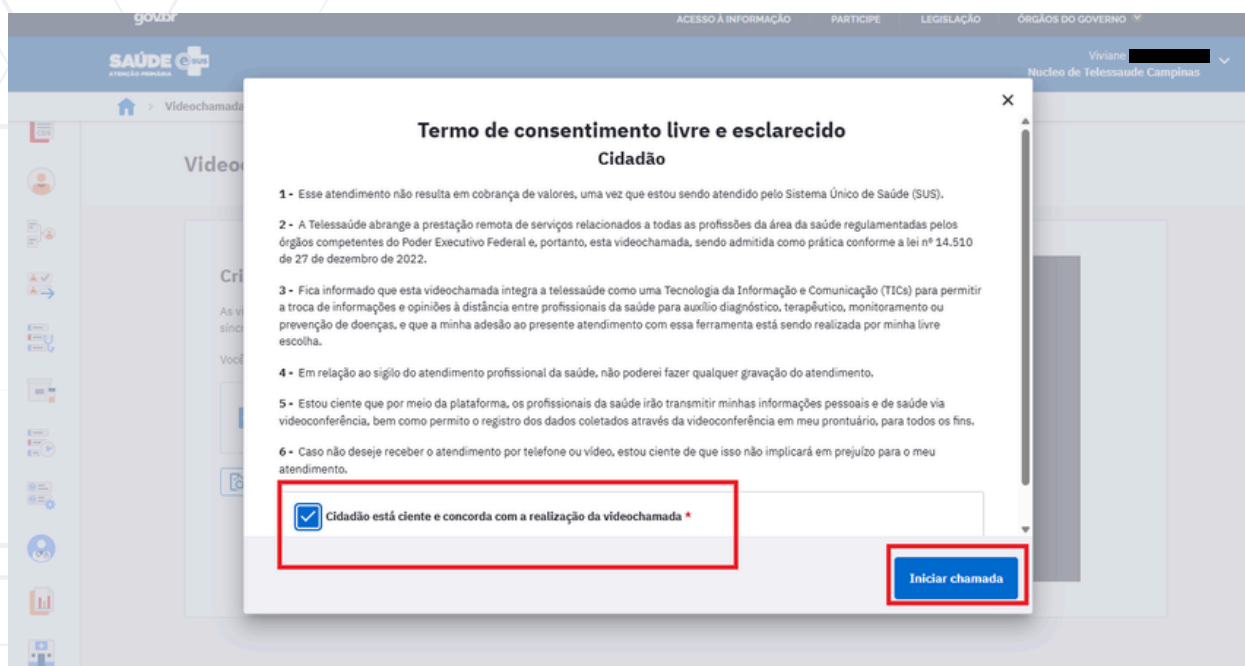 gov.br
ACESSO À INFORMAÇÃO PARTICIPE LEGISLAÇÃO ÓRGÃOS DO GOVERNO
SAÚDE e-SUS
ATENÇÃO PRIMÁRIA
Viviane
Nucleo de Telessaude Campinas
> Videochamada
CDS
Video
Termo de consentimento livre e esclarecido
Cidadão
1 - Esse atendimento não resulta em cobrança de valores, uma vez que estou sendo atendido pelo Sistema Único de Saúde (SUS).
2 - A Telessaúde abrange a prestação remota de serviços relacionados a todas as profissões da área da saúde regulamentadas pelos
órgãos competentes do Poder Executivo Federal e, portanto, esta videochamada, sendo admitida como prática conforme a lei nº 14.510
de 27 de dezembro de 2022.
3 - Fica informado que esta videochamada integra a telessaúde como uma Tecnologia da Informação e Comunicação (TICs) para permitir
a troca de informações e opiniões à distância entre profissionais da saúde para auxílio diagnóstico, terapêutico, monitoramento ou
prevenção de doenças, e que a minha adesão ao presente atendimento com essa ferramenta está sendo realizada por minha livre
escolha.
4 - Em relação ao sigilo do atendimento profissional da saúde, não poderei fazer qualquer gravação do atendimento.
5 - Estou ciente que por meio da plataforma, os profissionais da saúde irão transmitir minhas informações pessoais e de saúde via
videoconferência, bem como permito o registro dos dados coletados através da videoconferência em meu prontuário, para todos os fins.
6 - Caso não deseje receber o atendimento por telefone ou vídeo, estou ciente de que isso não implicará em prejuízo para o meu
atendimento.
Cri
As vi
sincr
Você
Cidadão está ciente e concorda com a realização da videochamada *
Iniciar chamada